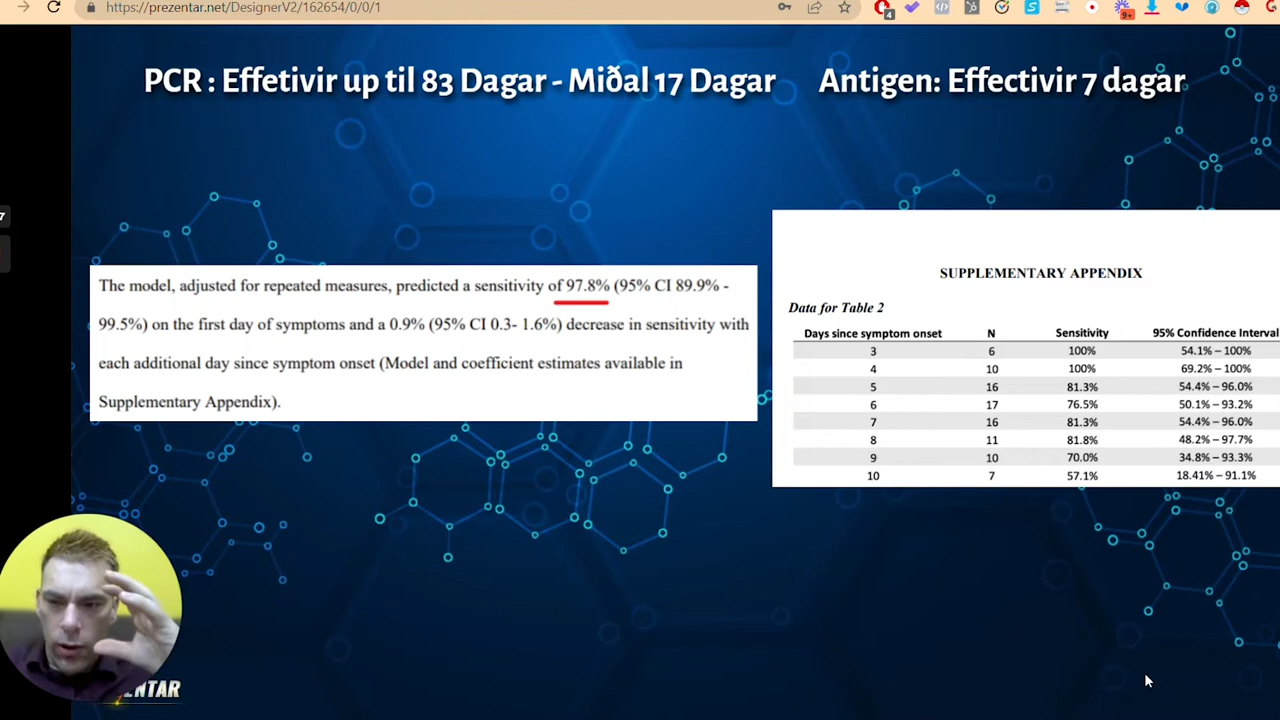 https://prezentar.net/DesignerV2/162654/0/0/1
4
9+
PCR : Effetivir up til 83 Dagar - Miðal 17 Dagar
Antigen: Effectivir 7 dagar
7
The model, adjusted for repeated measures, predicted a sensitivity of 97.8% (95% CI 89.9% -
99.5%) on the first day of symptoms and a 0.9% (95% CI 0.3- 1.6%) decrease in sensitivity with
each additional day since symptom onset (Model and coefficient estimates available in
Supplementary Appendix).
SUPPLEMENTARY APPENDIX
Data for Table 2
Days since symptom onset N Sensitivity 95% Confidence Interval
3 6 100% 54.1% – 100%
4 10 100% 69.2% – 100%
5 16 81.3% 54.4% – 96.0%
6 17 76.5% 50.1% – 93.2%
7 16 81.3% 54.4% – 96.0%
8 11 81.8% 48.2% – 97.7%
9 10 70.0% 34.8% – 93.3%
10 7 57.1% 18.41% – 91.1%
ENTAR